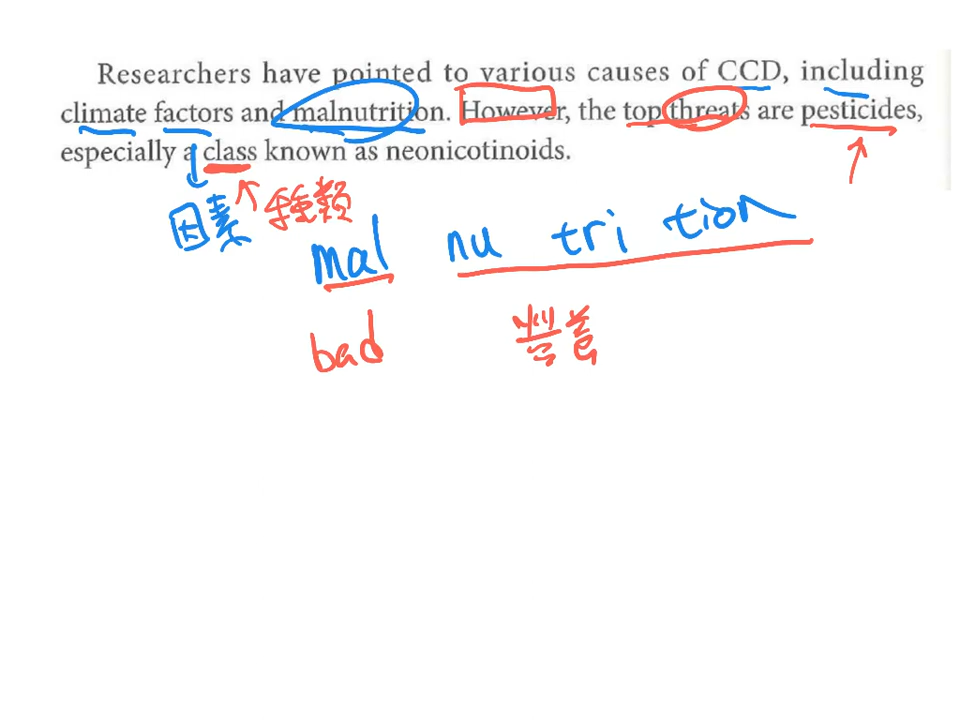 Researchers have pointed to various causes of CCD, including
climate factors and malnutrition. However, the top threats are pesticides,
especially a class known as neonicotinoids.
因素 種類
mal nu tri tion
bad 營養